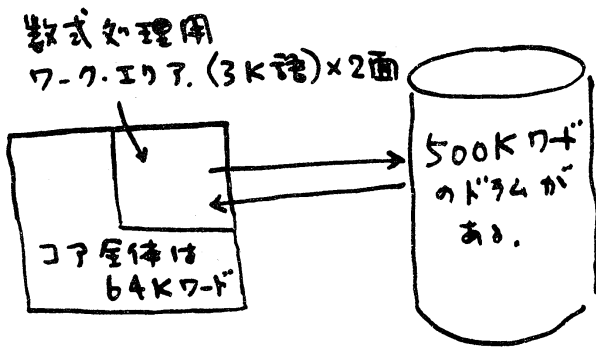 数式処理用
ワーク・エリア.(3K語)×2面
コア全体は
64Kワード
500Kワード
のドラムが
ある.